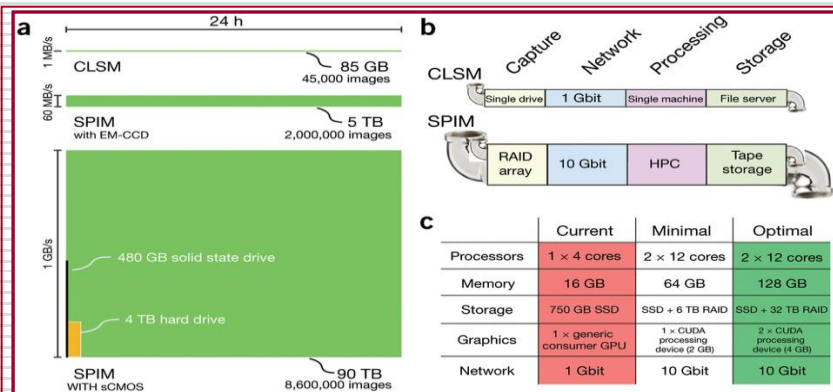 a
24 h
1 MB/s
CLSM
85 GB
45,000 images
60 MB/s
SPIM
with EM-CCD
5 TB
2,000,000 images
1 GB/s
480 GB solid state drive
4 TB hard drive
SPIM
WITH sCMOS
90 TB
8,600,000 images
b
Capture Network Processing Storage
CLSM
Single drive 1 Gbit Single machine File server
SPIM
RAID array 10 Gbit HPC Tape storage
c
Current Minimal Optimal
Processors 1 × 4 cores 2 × 12 cores 2 × 12 cores
Memory 16 GB 64 GB 128 GB
Storage 750 GB SSD SSD + 6 TB RAID SSD + 32 TB RAID
Graphics 1 × generic consumer GPU 1 × CUDA processing device (2 GB) 2 × CUDA processing device (4 GB)
Network 1 Gbit 10 Gbit 10 Gbit